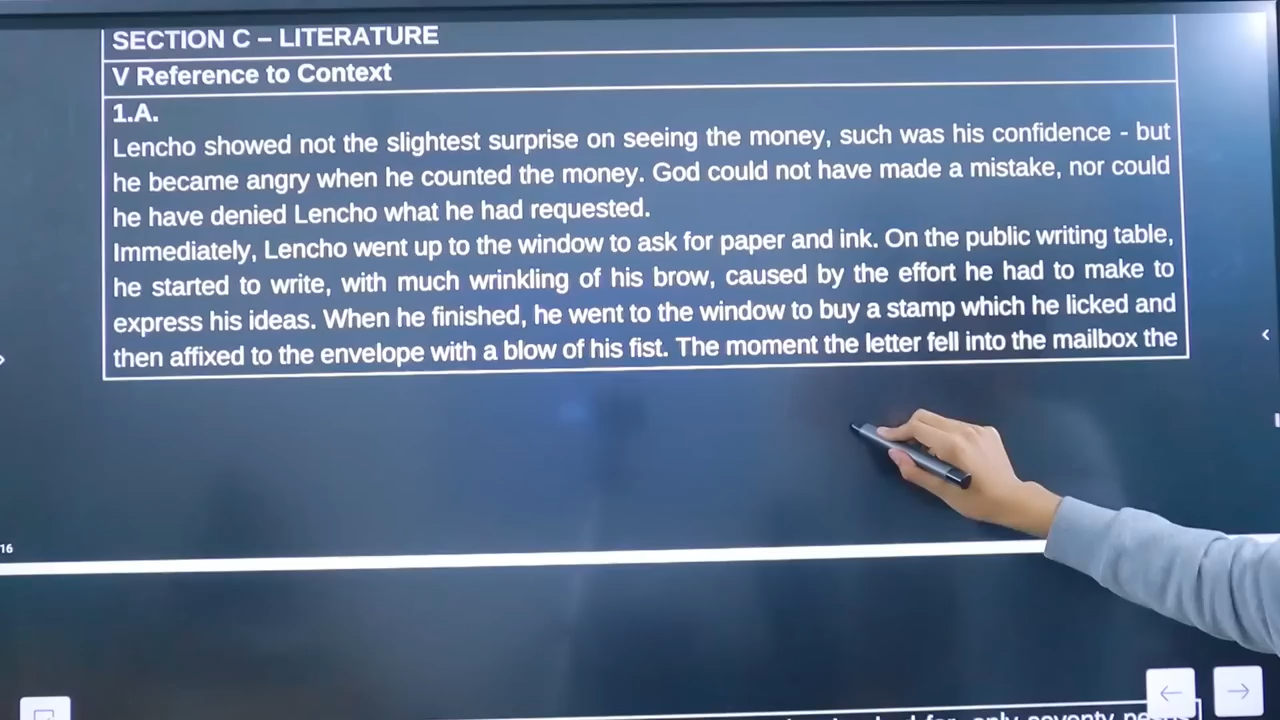 SECTION C – LITERATURE
V Reference to Context
1.A.
Lencho showed not the slightest surprise on seeing the money, such was his confidence - but
he became angry when he counted the money. God could not have made a mistake, nor could
he have denied Lencho what he had requested.
Immediately, Lencho went up to the window to ask for paper and ink. On the public writing table,
he started to write, with much wrinkling of his brow, caused by the effort he had to make to
express his ideas. When he finished, he went to the window to buy a stamp which he licked and
then affixed to the envelope with a blow of his fist. The moment the letter fell into the mailbox the
16
for only seventy